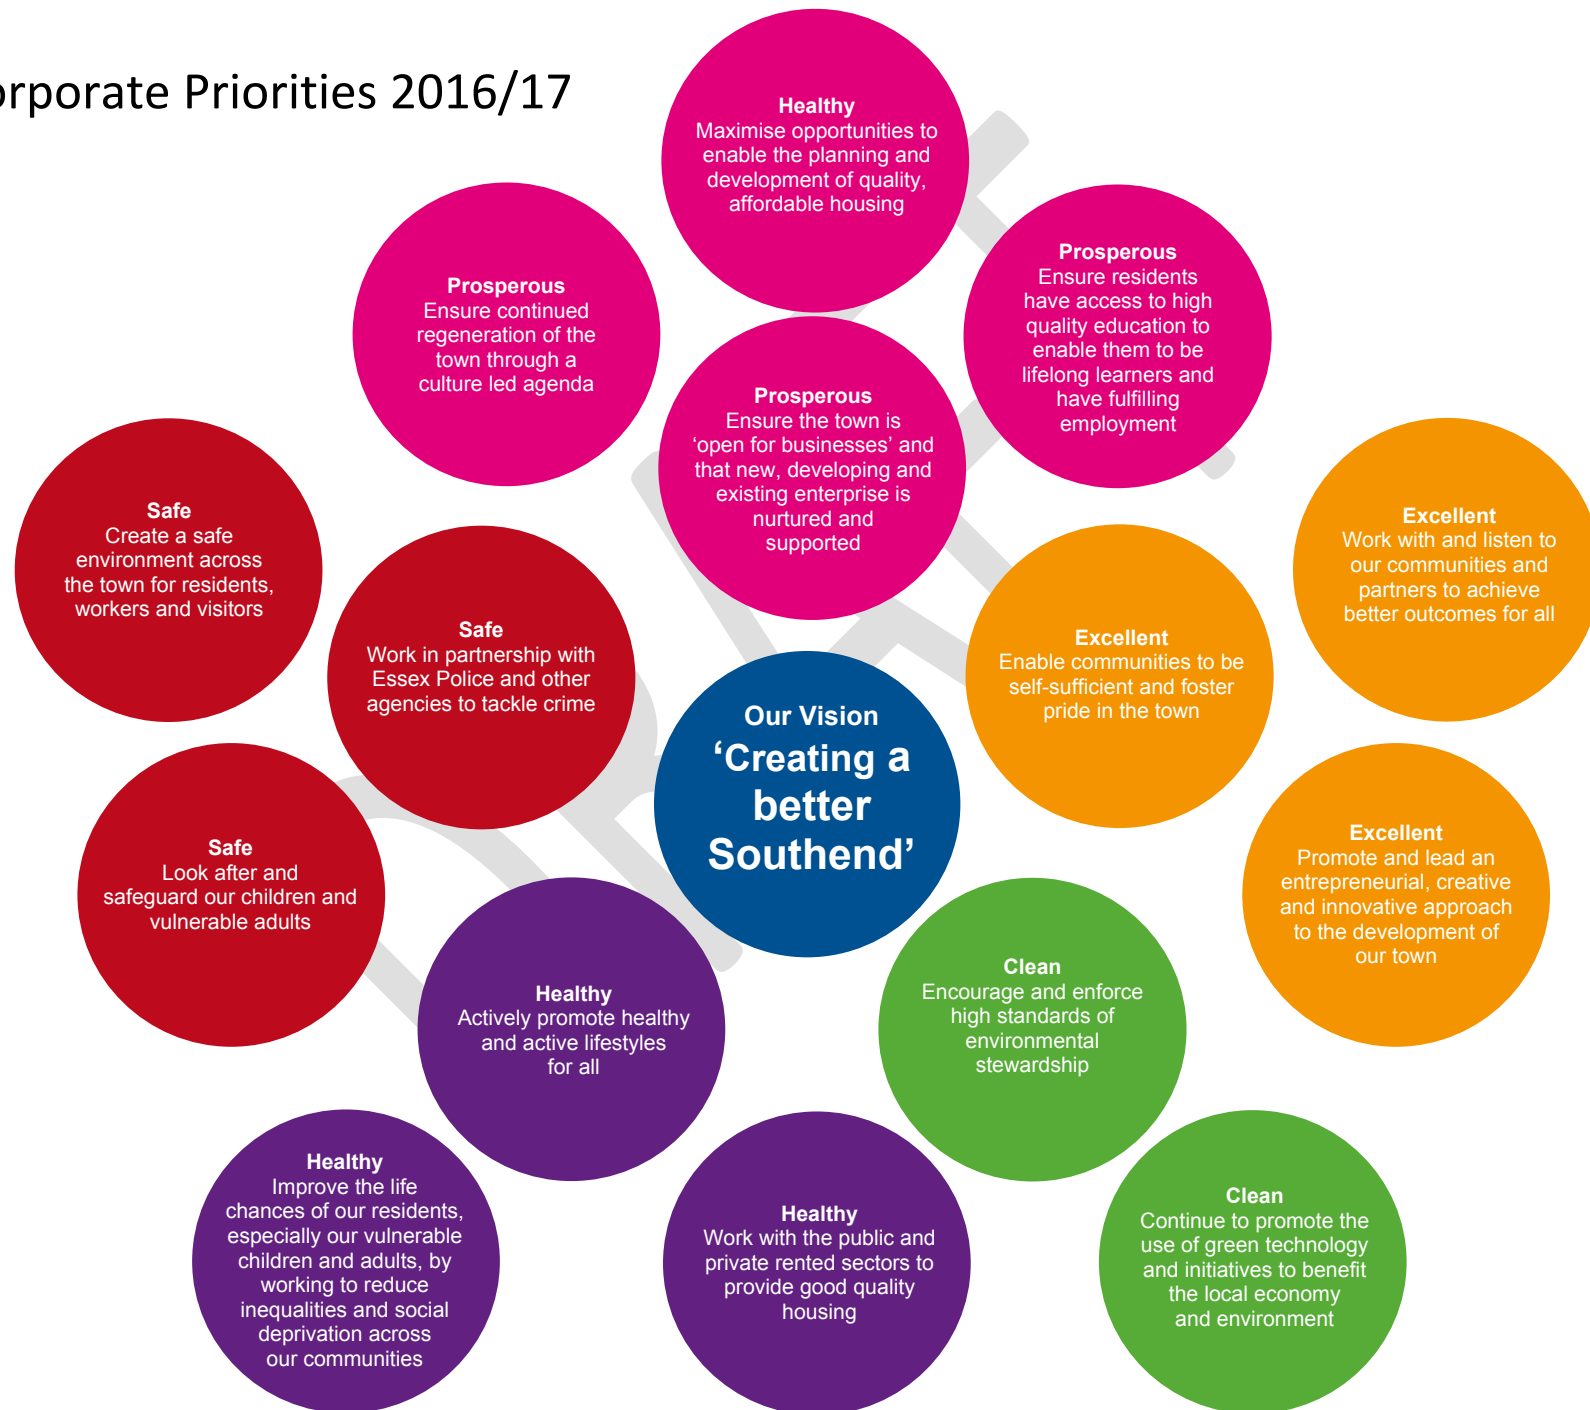 orporate Priorities 2016/17
Healthy
Maximise opportunities to
enable the planning and
development of quality,
affordable housing
Prosperous
Ensure continued
regeneration of the
town through a
culture led agenda
Prosperous
Ensure residents
have access to high
quality education to
enable them to be
lifelong learners and
have fulfilling
employment
Prosperous
Ensure the town is
‘open for businesses’ and
that new, developing and
existing enterprise is
nurtured and
supported
Safe
Create a safe
environment across
the town for residents,
workers and visitors
Safe
Work in partnership with
Essex Police and other
agencies to tackle crime
Safe
Look after and
safeguard our children and
vulnerable adults
Our Vision
‘Creating a
better
Southend’
Excellent
Enable communities to be
self-sufficient and foster
pride in the town
Excellent
Work with and listen to
our communities and
partners to achieve
better outcomes for all
Excellent
Promote and lead an
entrepreneurial, creative
and innovative approach
to the development of
our town
Healthy
Actively promote healthy
and active lifestyles
for all
Clean
Encourage and enforce
high standards of
environmental
stewardship
Healthy
Improve the life
chances of our residents,
especially our vulnerable
children and adults, by
working to reduce
inequalities and social
deprivation across
our communities
Healthy
Work with the public and
private rented sectors to
provide good quality
housing
Clean
Continue to promote the
use of green technology
and initiatives to benefit
the local economy
and environment